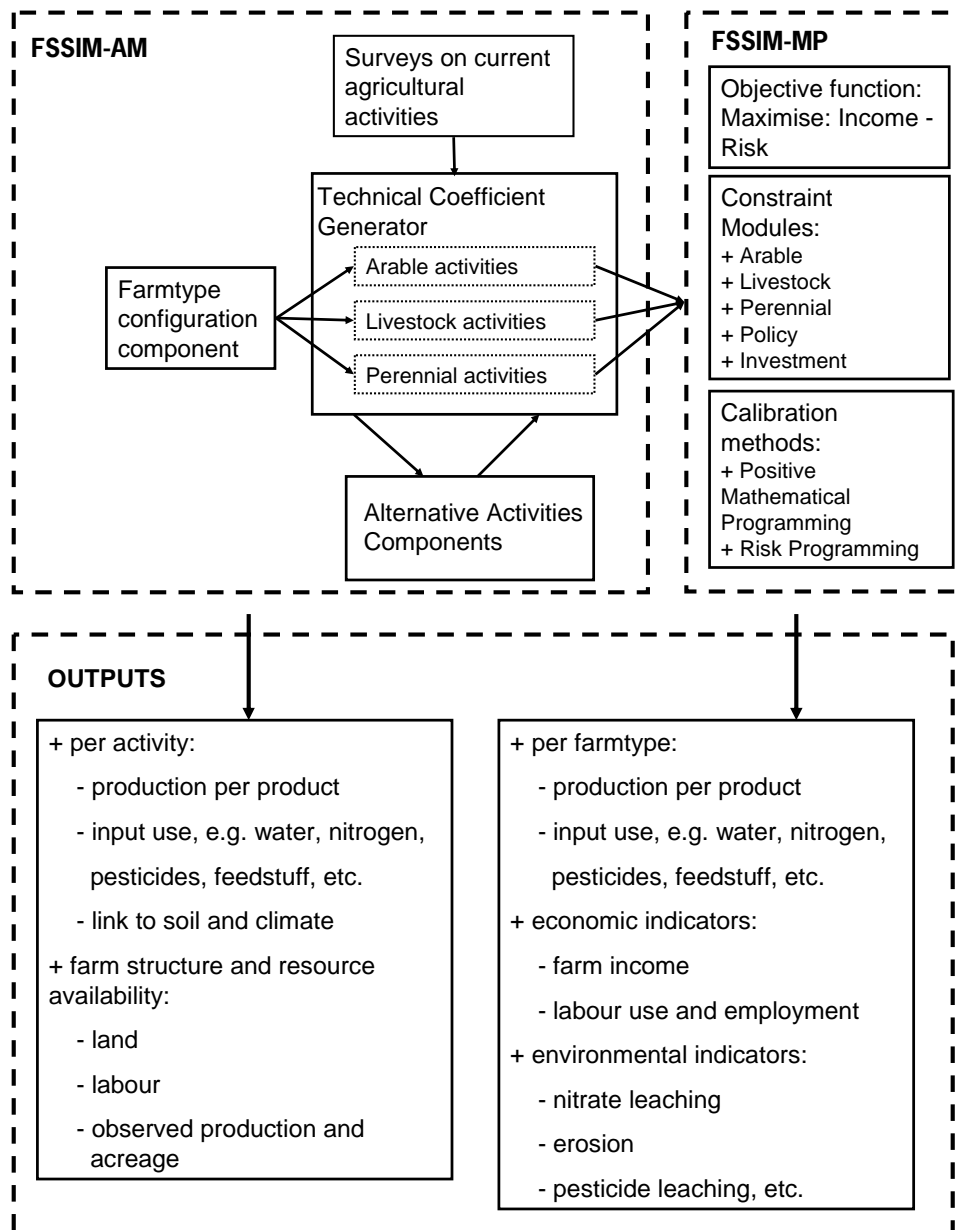 FSSIM-AM
Surveys on current
agricultural
activities
Technical Coefficient
Generator
Arable activities
Livestock activities
Perennial activities
Farmtype
configuration
component
Alternative Activities
Components
FSSIM-MP
Objective function:
Maximise: Income -
Risk
Constraint
Modules:
+ Arable
+ Livestock
+ Perennial
+ Policy
+ Investment
Calibration
methods:
+ Positive
Mathematical
Programming
+ Risk Programming
OUTPUTS
+ per activity:
- production per product
- input use, e.g. water, nitrogen,
pesticides, feedstuff, etc.
- link to soil and climate
+ farm structure and resource
availability:
- land
- labour
- observed production and
acreage
+ per farmtype:
- production per product
- input use, e.g. water, nitrogen,
pesticides, feedstuff, etc.
+ economic indicators:
- farm income
- labour use and employment
+ environmental indicators:
- nitrate leaching
- erosion
- pesticide leaching, etc.